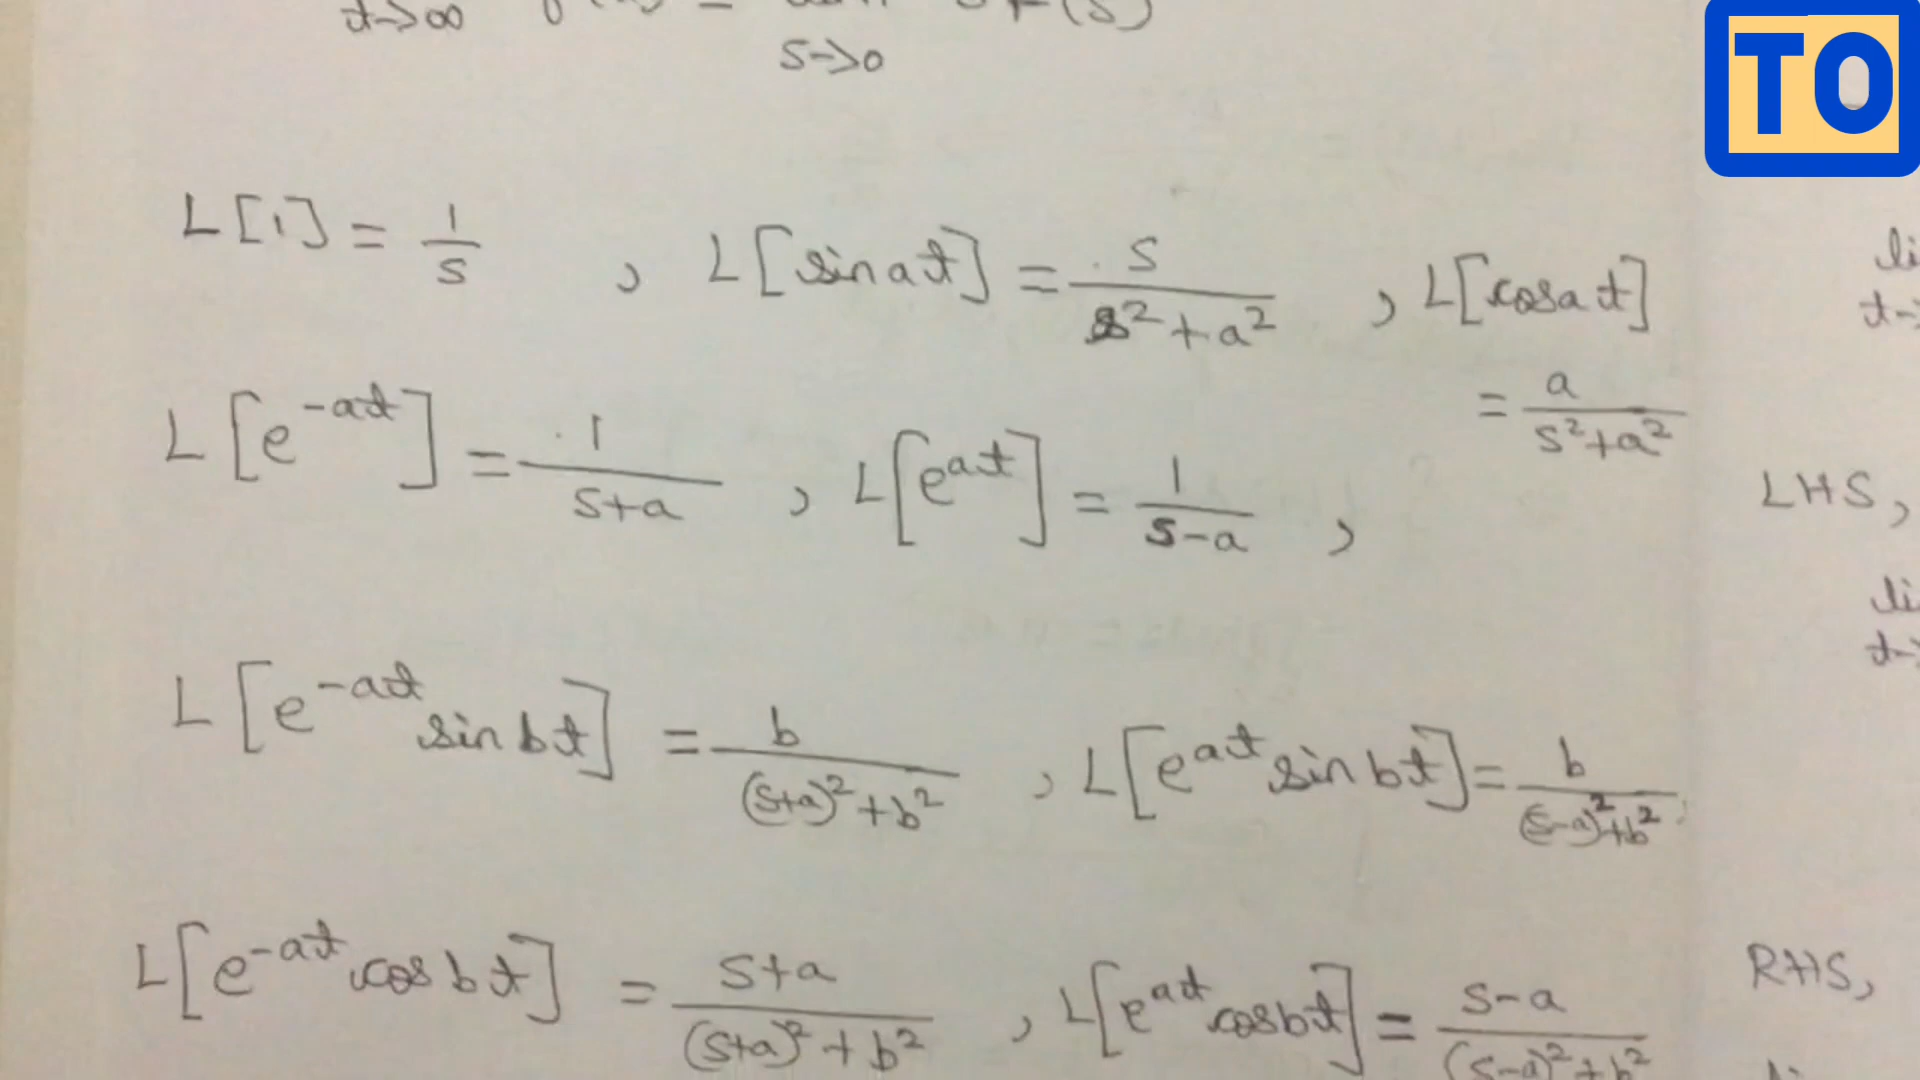 t->∞
s->0
TO
L[1] = 1/s , L[sin at] = s/(s²+a²) , L[cos at]
= a/(s²+a²)
L[e^-at] = 1/(s+a) , L[e^at] = 1/(s-a) ,
L[e^-at sin bt] = b/((s+a)²+b²) , L[e^at sin bt] = b/((s-a)²+b²)
L[e^-at cos bt] = (s+a)/((s+a)²+b²) , L[e^at cos bt] = (s-a)/((s-a)²+b²)
li
t->
LHS,
li
t->
RHS,